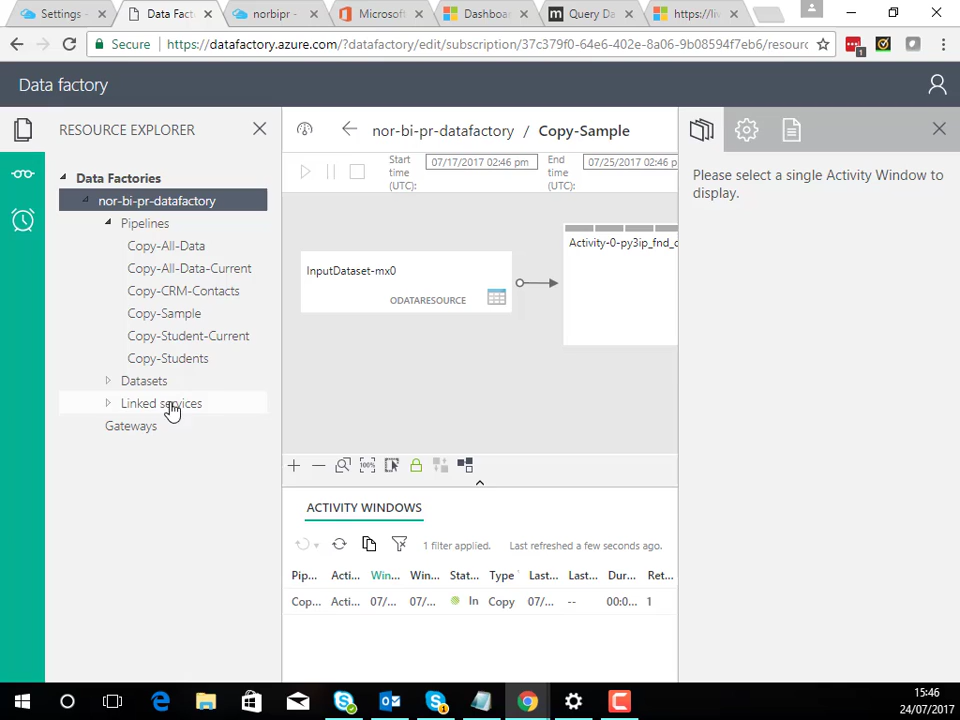 Settings -
Data Fact
norbipr -
Microsoft
Dashboa
Query Da
https://liv
Secure
https://datafactory.azure.com/?datafactory/edit/subscription/37c379f0-64e6-402e-8a06-9b08594f7eb6/resourc
1
Data factory
RESOURCE EXPLORER
nor-bi-pr-datafactory / Copy-Sample
Start time (UTC):
07/17/2017 02:46 pm
End time (UTC):
07/25/2017 02:46 p
Please select a single Activity Window to
display.
Data Factories
nor-bi-pr-datafactory
Pipelines
Copy-All-Data
Copy-All-Data-Current
Copy-CRM-Contacts
Copy-Sample
Copy-Student-Current
Copy-Students
Datasets
Linked services
Gateways
InputDataset-mx0
ODATARESOURCE
Activity-0-py3ip_fnd_c
100%
ACTIVITY WINDOWS
1 filter applied.
Last refreshed a few seconds ago.
Pip... Acti... Win... Win... Stat... Type Last... Last... Dur... Ret...
Cop... Acti... 07/... 07/... In Copy 07/... -- 00:0... 1
15:46
24/07/2017